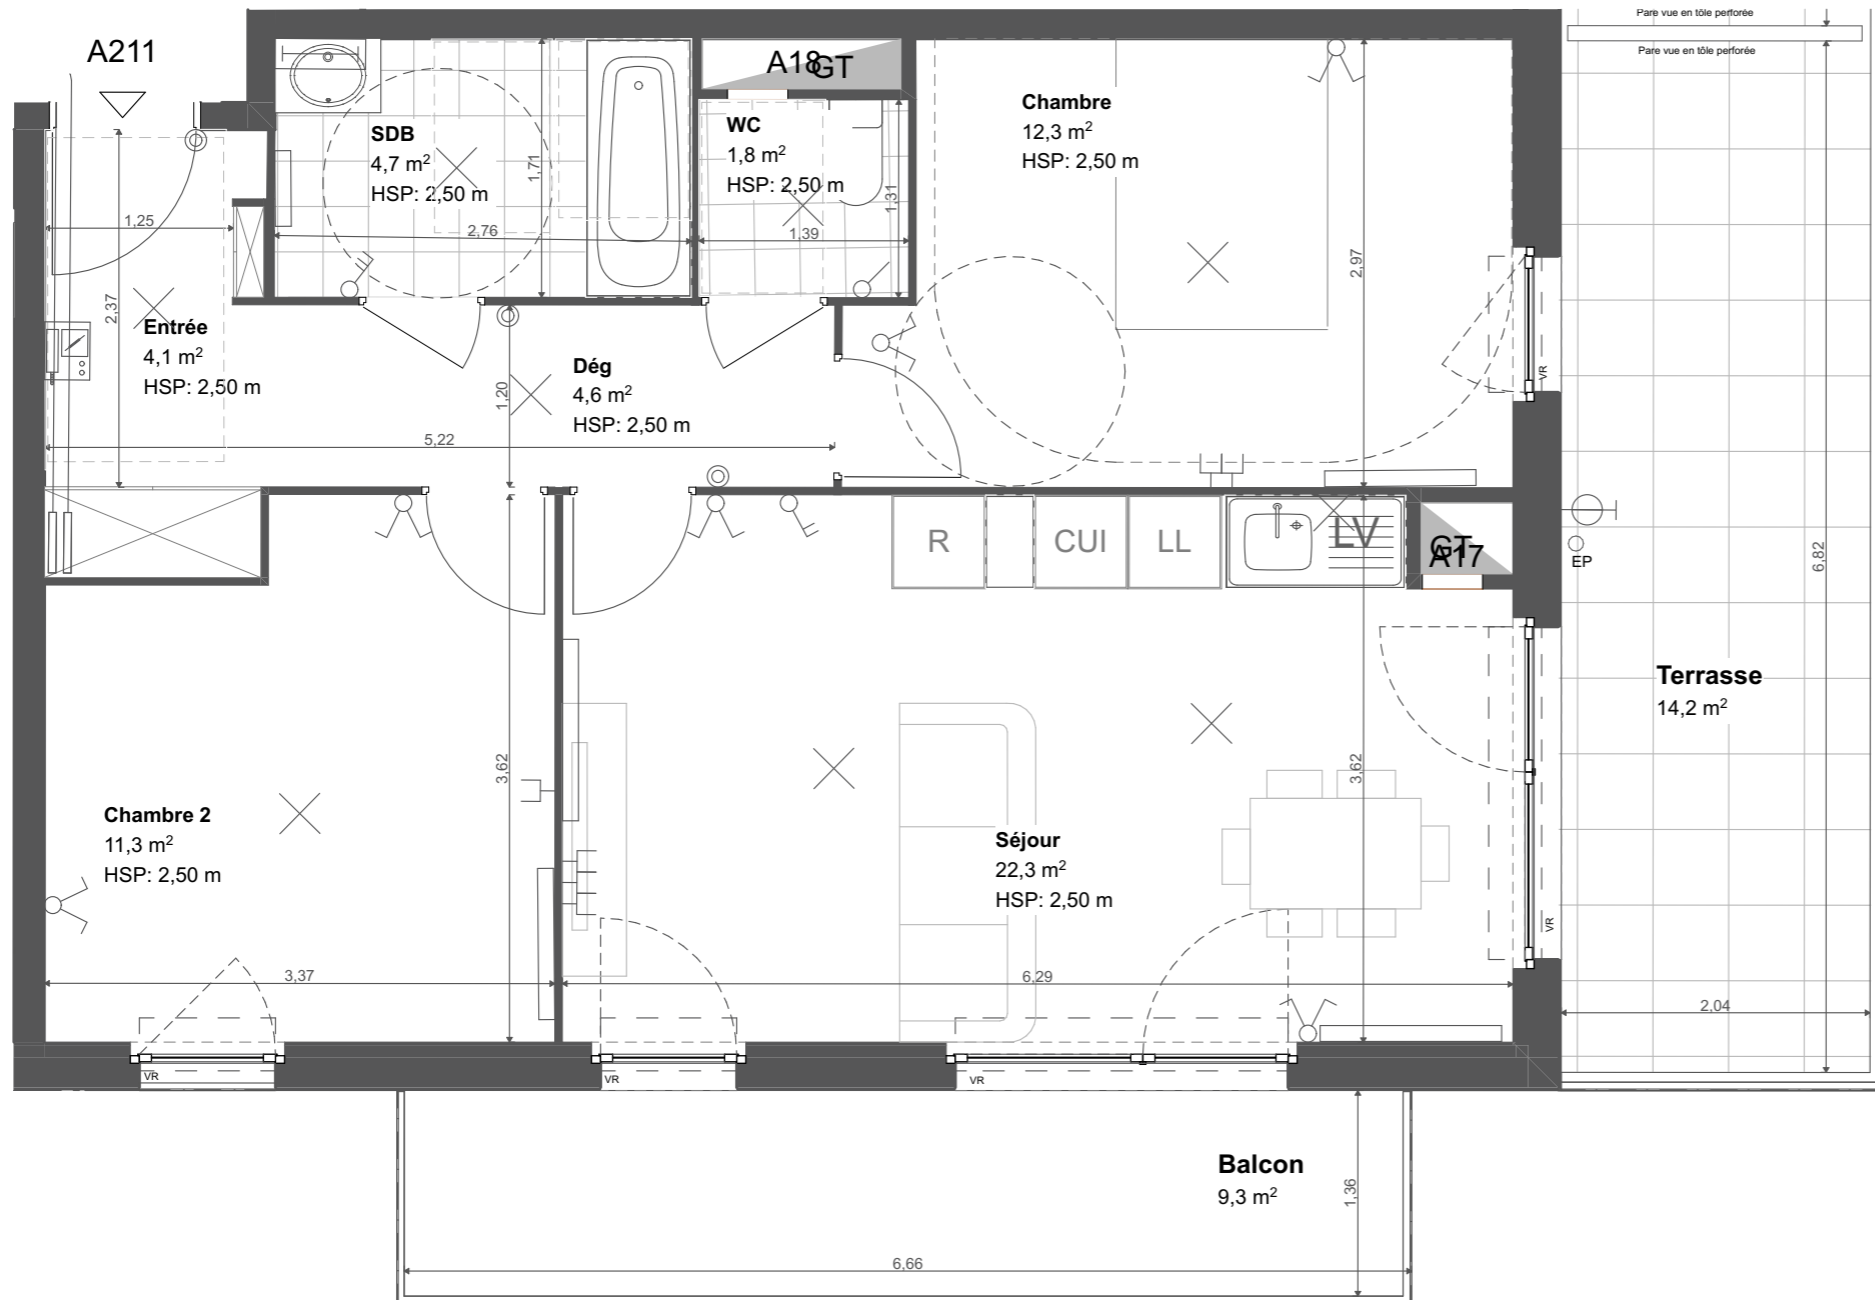 Pare vue en tôle perforée
Pare vue en tôle perforée
A211
A18
GT
SDB
4,7 m²
HSP: 2,50 m
WC
1,8 m²
HSP: 2,50 m
Chambre
12,3 m²
HSP: 2,50 m
1,71
1,31
1,25
2,76
1,39
2,97
2,37
Entrée
4,1 m²
HSP: 2,50 m
Dég
4,6 m²
HSP: 2,50 m
1,20
5,22
VR
R
CUI
LL
LV
GT
A17
EP
6,82
Terrasse
14,2 m²
3,62
3,62
Chambre 2
11,3 m²
HSP: 2,50 m
Séjour
22,3 m²
HSP: 2,50 m
VR
3,37
6,29
2,04
VR
VR
VR
Balcon
9,3 m²
1,36
6,66